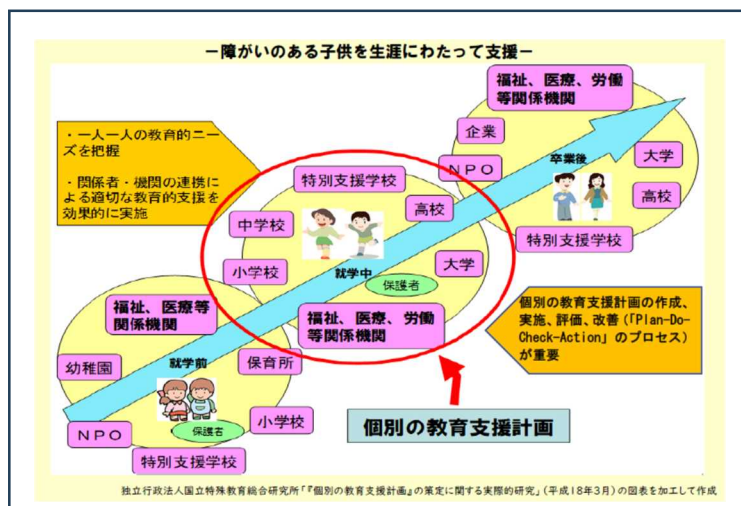 －障がいのある子供を生涯にわたって支援－
・一人一人の教育的ニー
ズを把握
・関係者・機関の連携に
よる適切な教育的支援を
効果的に実施
福祉、医療、労働
等関係機関
企業
NPO
卒業後
大学
高校
特別支援学校
特別支援学校
中学校
高校
小学校
就学中
大学
保護者
福祉、医療、労働
等関係機関
福祉、医療等
関係機関
幼稚園
就学前
保育所
NPO
保護者
小学校
特別支援学校
個別の教育支援計画の作成、
実施、評価、改善（「Plan-Do-
Check-Action」のプロセス）
が重要
個別の教育支援計画
独立行政法人国立特殊教育総合研究所「『個別の教育支援計画』の策定に関する実際的研究」（平成18年3月）の図表を加工して作成